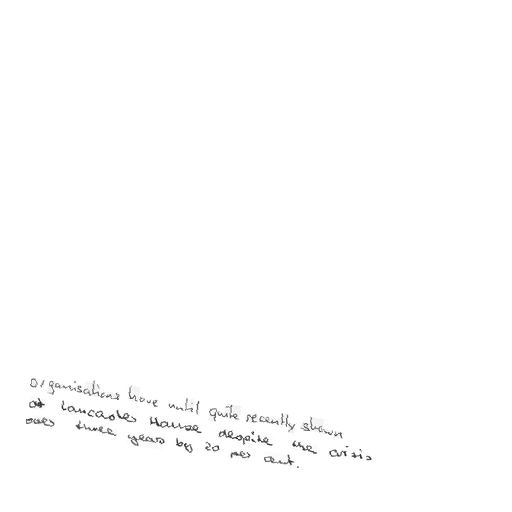 organisations have until quite recently shown
at Lancaster House despite the crisis
over three years by 20 per cent.